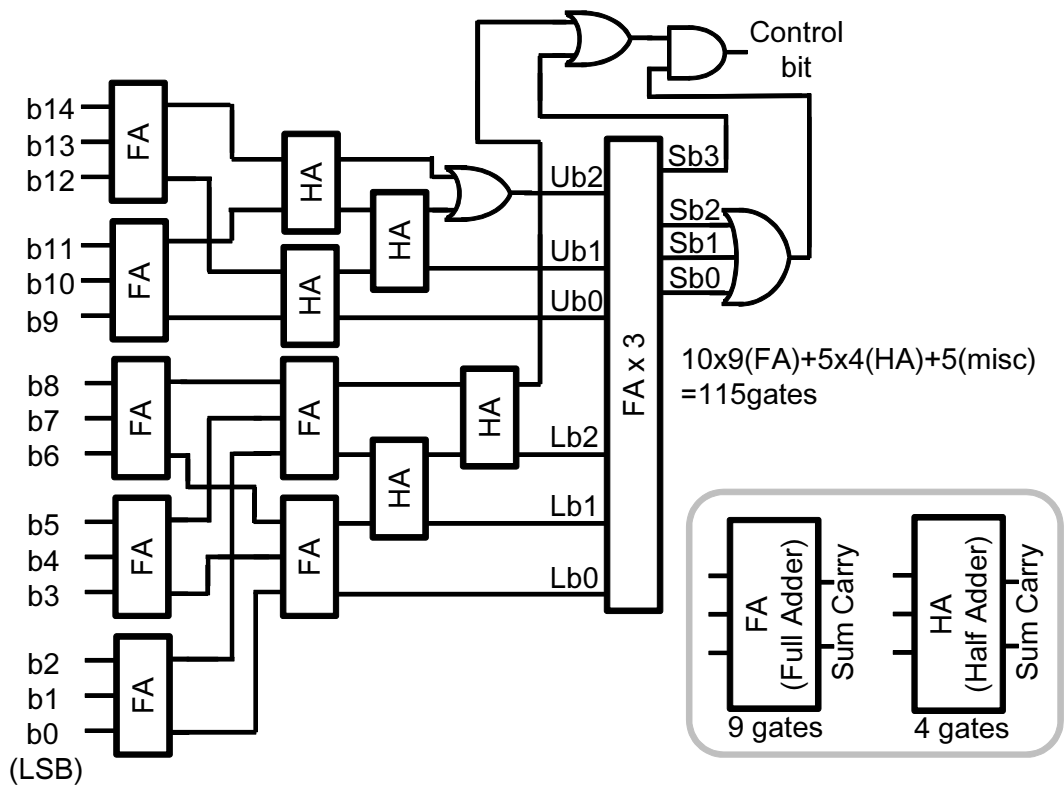 Control
bit
b14
b13
b12
FA
b11
b10
b9
FA
HA
HA
HA
Ub2
Ub1
Ub0
FA x 3
Sb3
Sb2
Sb1
Sb0
b8
b7
b6
FA
FA
HA
Lb2
b5
b4
b3
FA
FA
HA
Lb1
Lb0
b2
b1
b0
(LSB)
FA
10x9(FA)+5x4(HA)+5(misc)
=115gates
FA
(Full Adder)
Sum Carry
9 gates
HA
(Half Adder)
Sum Carry
4 gates